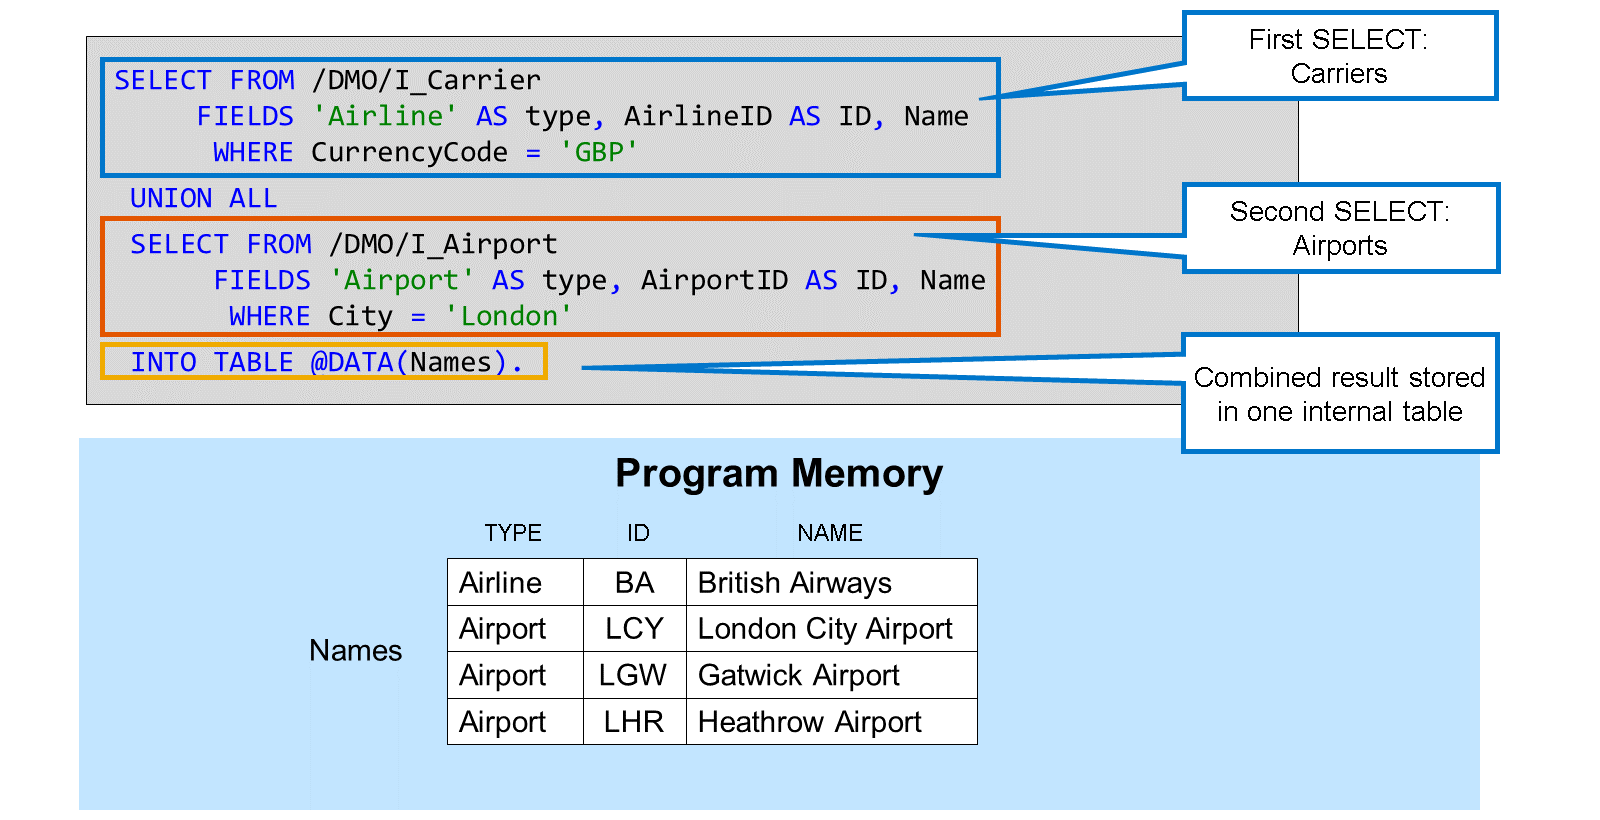 First SELECT:
Carriers
SELECT FROM /DMO/I_Carrier
FIELDS 'Airline' AS type, AirlineID AS ID, Name
WHERE CurrencyCode = 'GBP'
UNION ALL
Second SELECT:
Airports
SELECT FROM /DMO/I_Airport
FIELDS 'Airport' AS type, AirportID AS ID, Name
WHERE City = 'London'
INTO TABLE @DATA(Names).
Combined result stored
in one internal table
Program Memory
TYPE ID NAME
Names
Airline BA British Airways
Airport LCY London City Airport
Airport LGW Gatwick Airport
Airport LHR Heathrow Airport